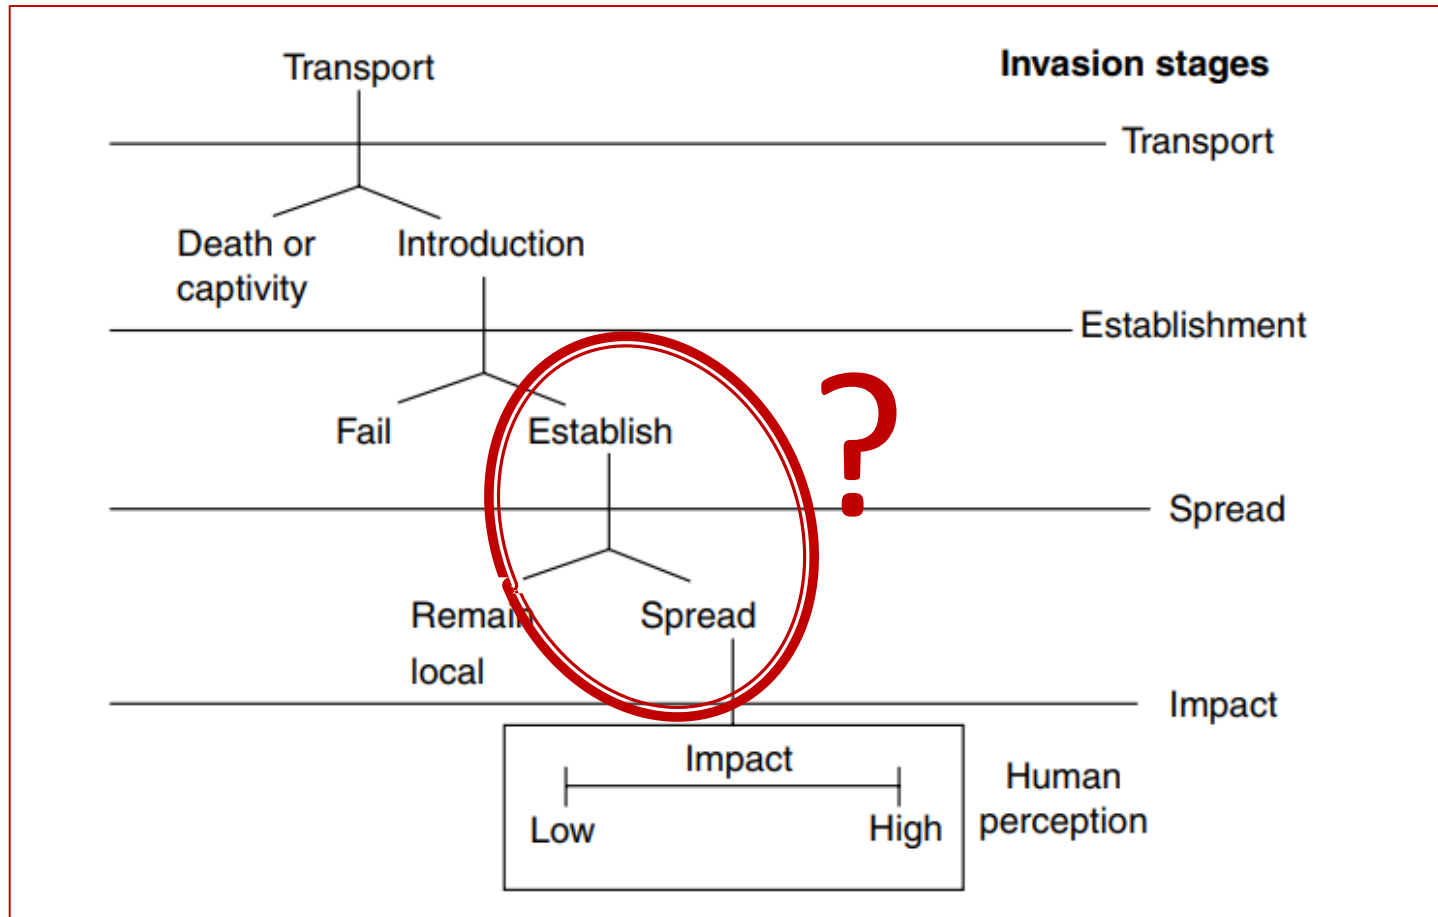 Transport
Invasion stages
Transport
Death or
captivity
Introduction
Establishment
Fail
Establish
?
Spread
Remain
local
Spread
Impact
Impact
Low
High
Human
perception